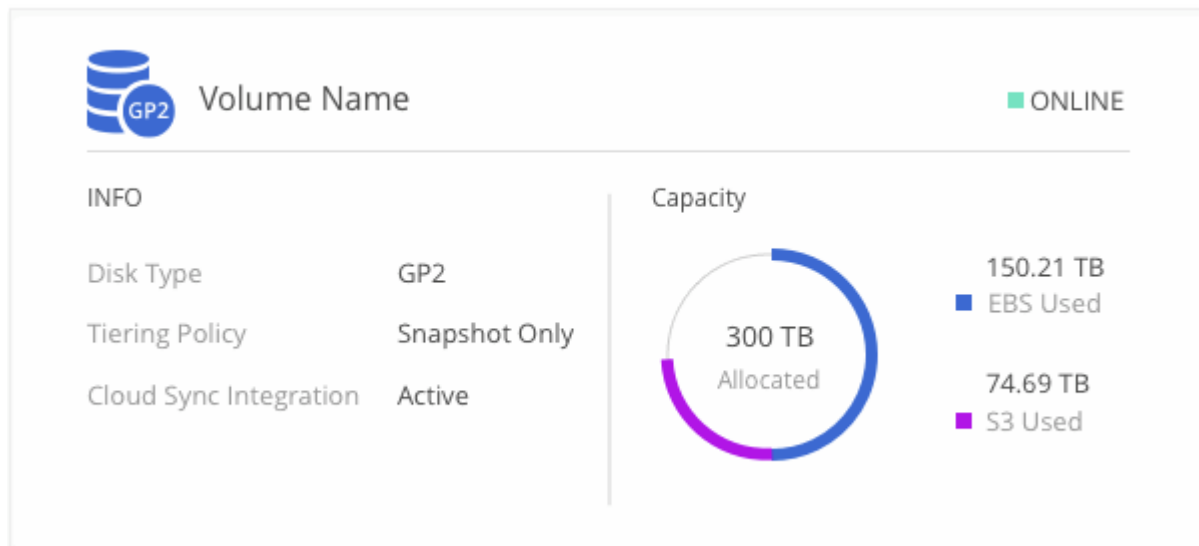 GP2
Volume Name
ONLINE
INFO
Disk Type GP2
Tiering Policy Snapshot Only
Cloud Sync Integration Active
Capacity
300 TB
Allocated
150.21 TB
EBS Used
74.69 TB
S3 Used